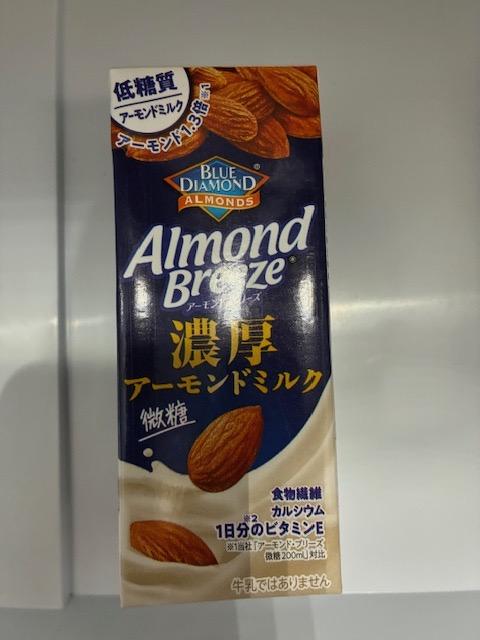 低糖質
アーモンドミルク
アーモンド1.3倍※1
BLUE
DIAMOND®
ALMONDS
Almond
Breeze®
アーモンド・ブリーズ
濃厚
アーモンドミルク
微糖
食物繊維
カルシウム
※2
1日分のビタミンE
※1当社「アーモンド・ブリーズ
微糖200ml」対比
牛乳ではありません